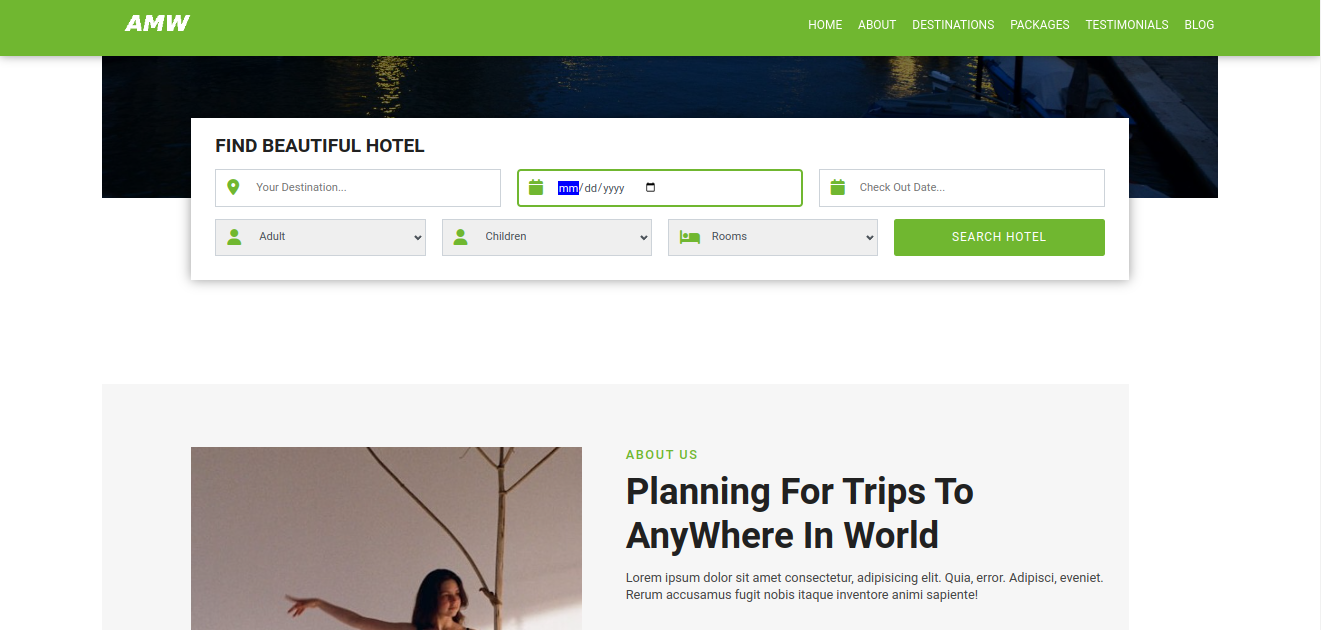 AMW
HOME ABOUT DESTINATIONS PACKAGES TESTIMONIALS BLOG
FIND BEAUTIFUL HOTEL
Your Destination... mm/dd/yyyy Check Out Date...
Adult Children Rooms SEARCH HOTEL
ABOUT US
Planning For Trips To
AnyWhere In World
Lorem ipsum dolor sit amet consectetur, adipisicing elit. Quia, error. Adipisci, eveniet.
Rerum accusamus fugit nobis itaque inventore animi sapiente!